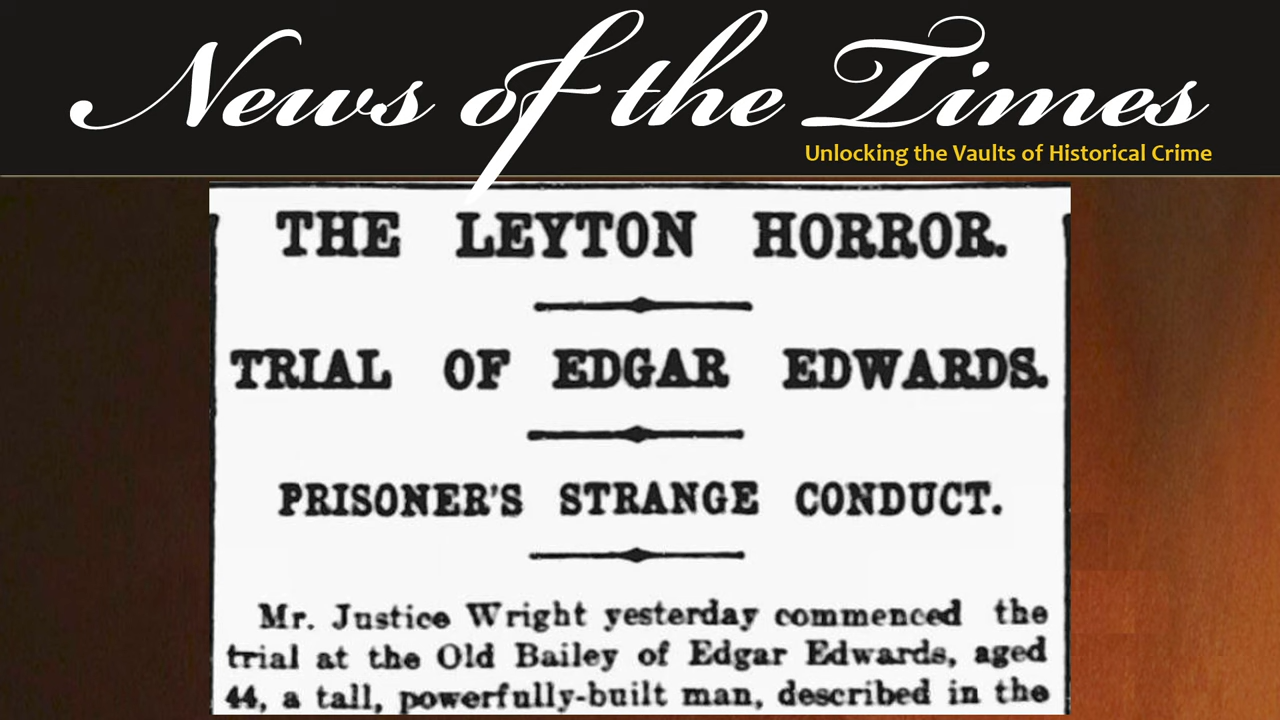 News of the Times
Unlocking the Vaults of Historical Crime
THE LEYTON HORROR.
TRIAL OF EDGAR EDWARDS.
PRISONER'S STRANGE CONDUCT.
Mr. Justice Wright yesterday commenced the
trial at the Old Bailey of Edgar Edwards, aged
44, a tall, powerfully-built man, described in the